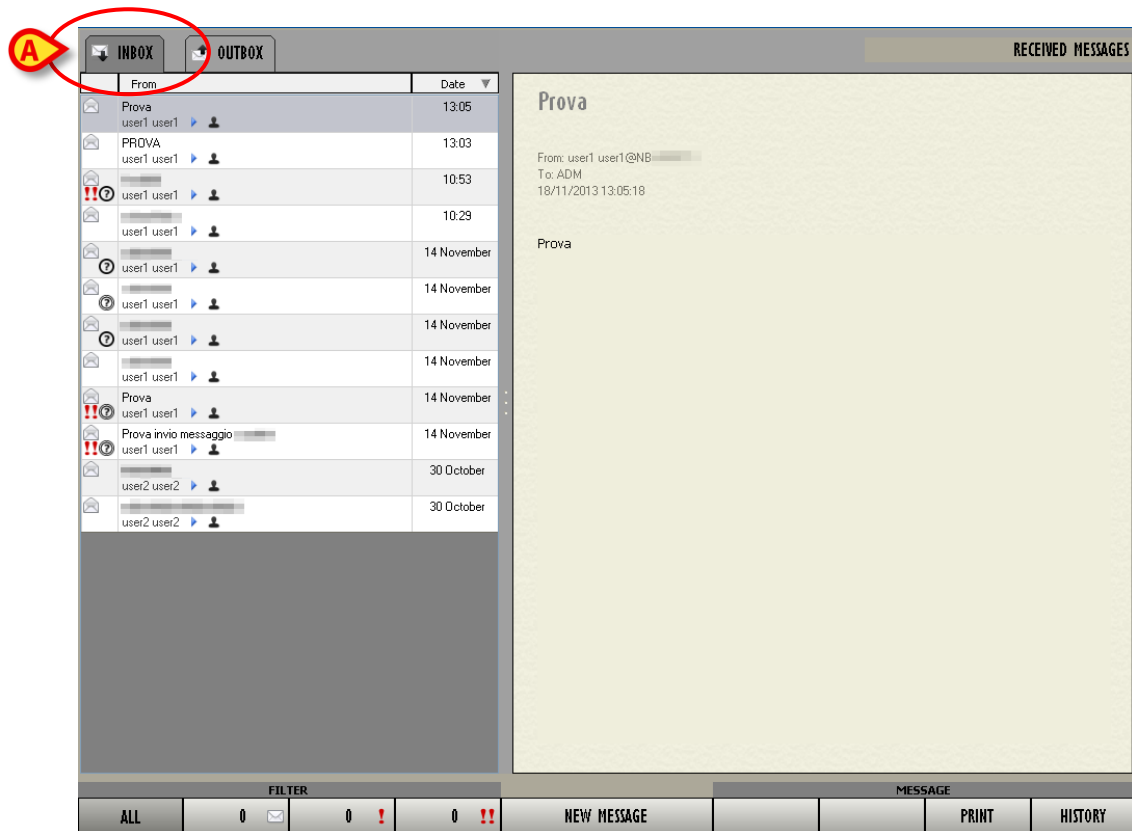 A
INBOX
OUTBOX
RECEIVED MESSAGES
From
Date
Prova
13:05
user1 user1
PROVA
13:03
user1 user1
10:53
user1 user1
10:29
user1 user1
14 November
user1 user1
14 November
user1 user1
14 November
user1 user1
14 November
user1 user1
Prova
14 November
user1 user1
Prova invio messaggio
14 November
user1 user1
30 October
user2 user2
30 October
user2 user2
Prova
From: user1 user1@NB
To: ADM
18/11/2013 13:05:18
Prova
FILTER
MESSAGE
ALL
0
0 !
0 !!
NEW MESSAGE
PRINT
HISTORY